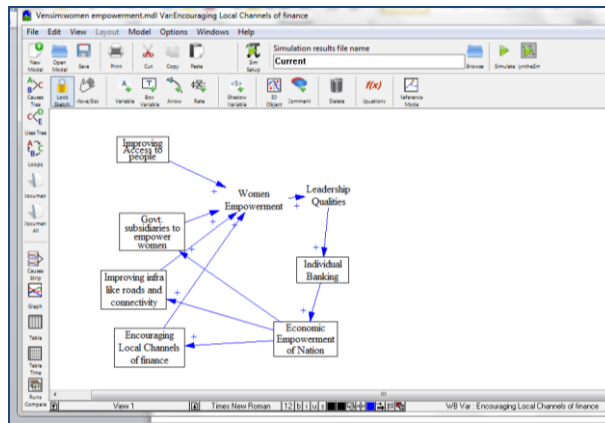 Vensimwomen empowerment.mdl Var:Encouraging Local Channels of finance
File Edit View Layout Model Options Windows Help
New Model
Open Model
Save
Print
Cut
Copy
Paste
Sim Setup
Simulation results file name
Current
Browse
Simulate
SyntheSim
Causes Tree
Lock Sketch
Move/Size
Variable
Box Variable
Arrow
Rate
Shadow Variable
IO Object
Comment
Delete
f(x)
Equations
Reference Mode
Uses Tree
Loops
Document
Document All
Causes Strip
Graph
Table
Table Time
Runs Compare
Improving
Access to
people
Women
Empowerment
Leadership
Qualities
Govt.
subsidiaries to
empower
women
Individual
Banking
Improving infra
like roads and
connectivity
Economic
Empowerment
of Nation
Encouraging
Local Channels
of finance
View 1
Times New Roman
12 b i u s
WB Var : Encouraging Local Channels of finance